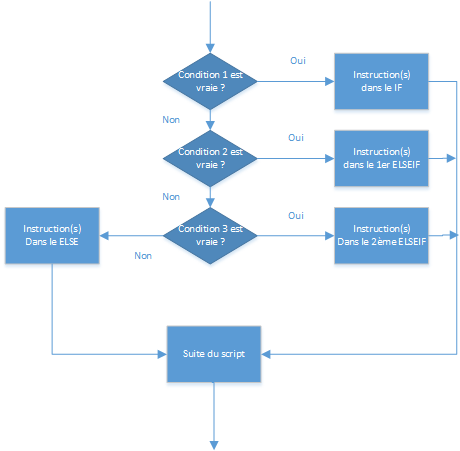 Oui
Condition 1 est
vraie ?
Instruction(s)
dans le IF
Non
Oui
Condition 2 est
vraie ?
Instruction(s)
dans le 1er ELSEIF
Non
Oui
Instruction(s)
Dans le ELSE
Condition 3 est
vraie ?
Instruction(s)
Dans le 2ème ELSEIF
Non
Suite du script